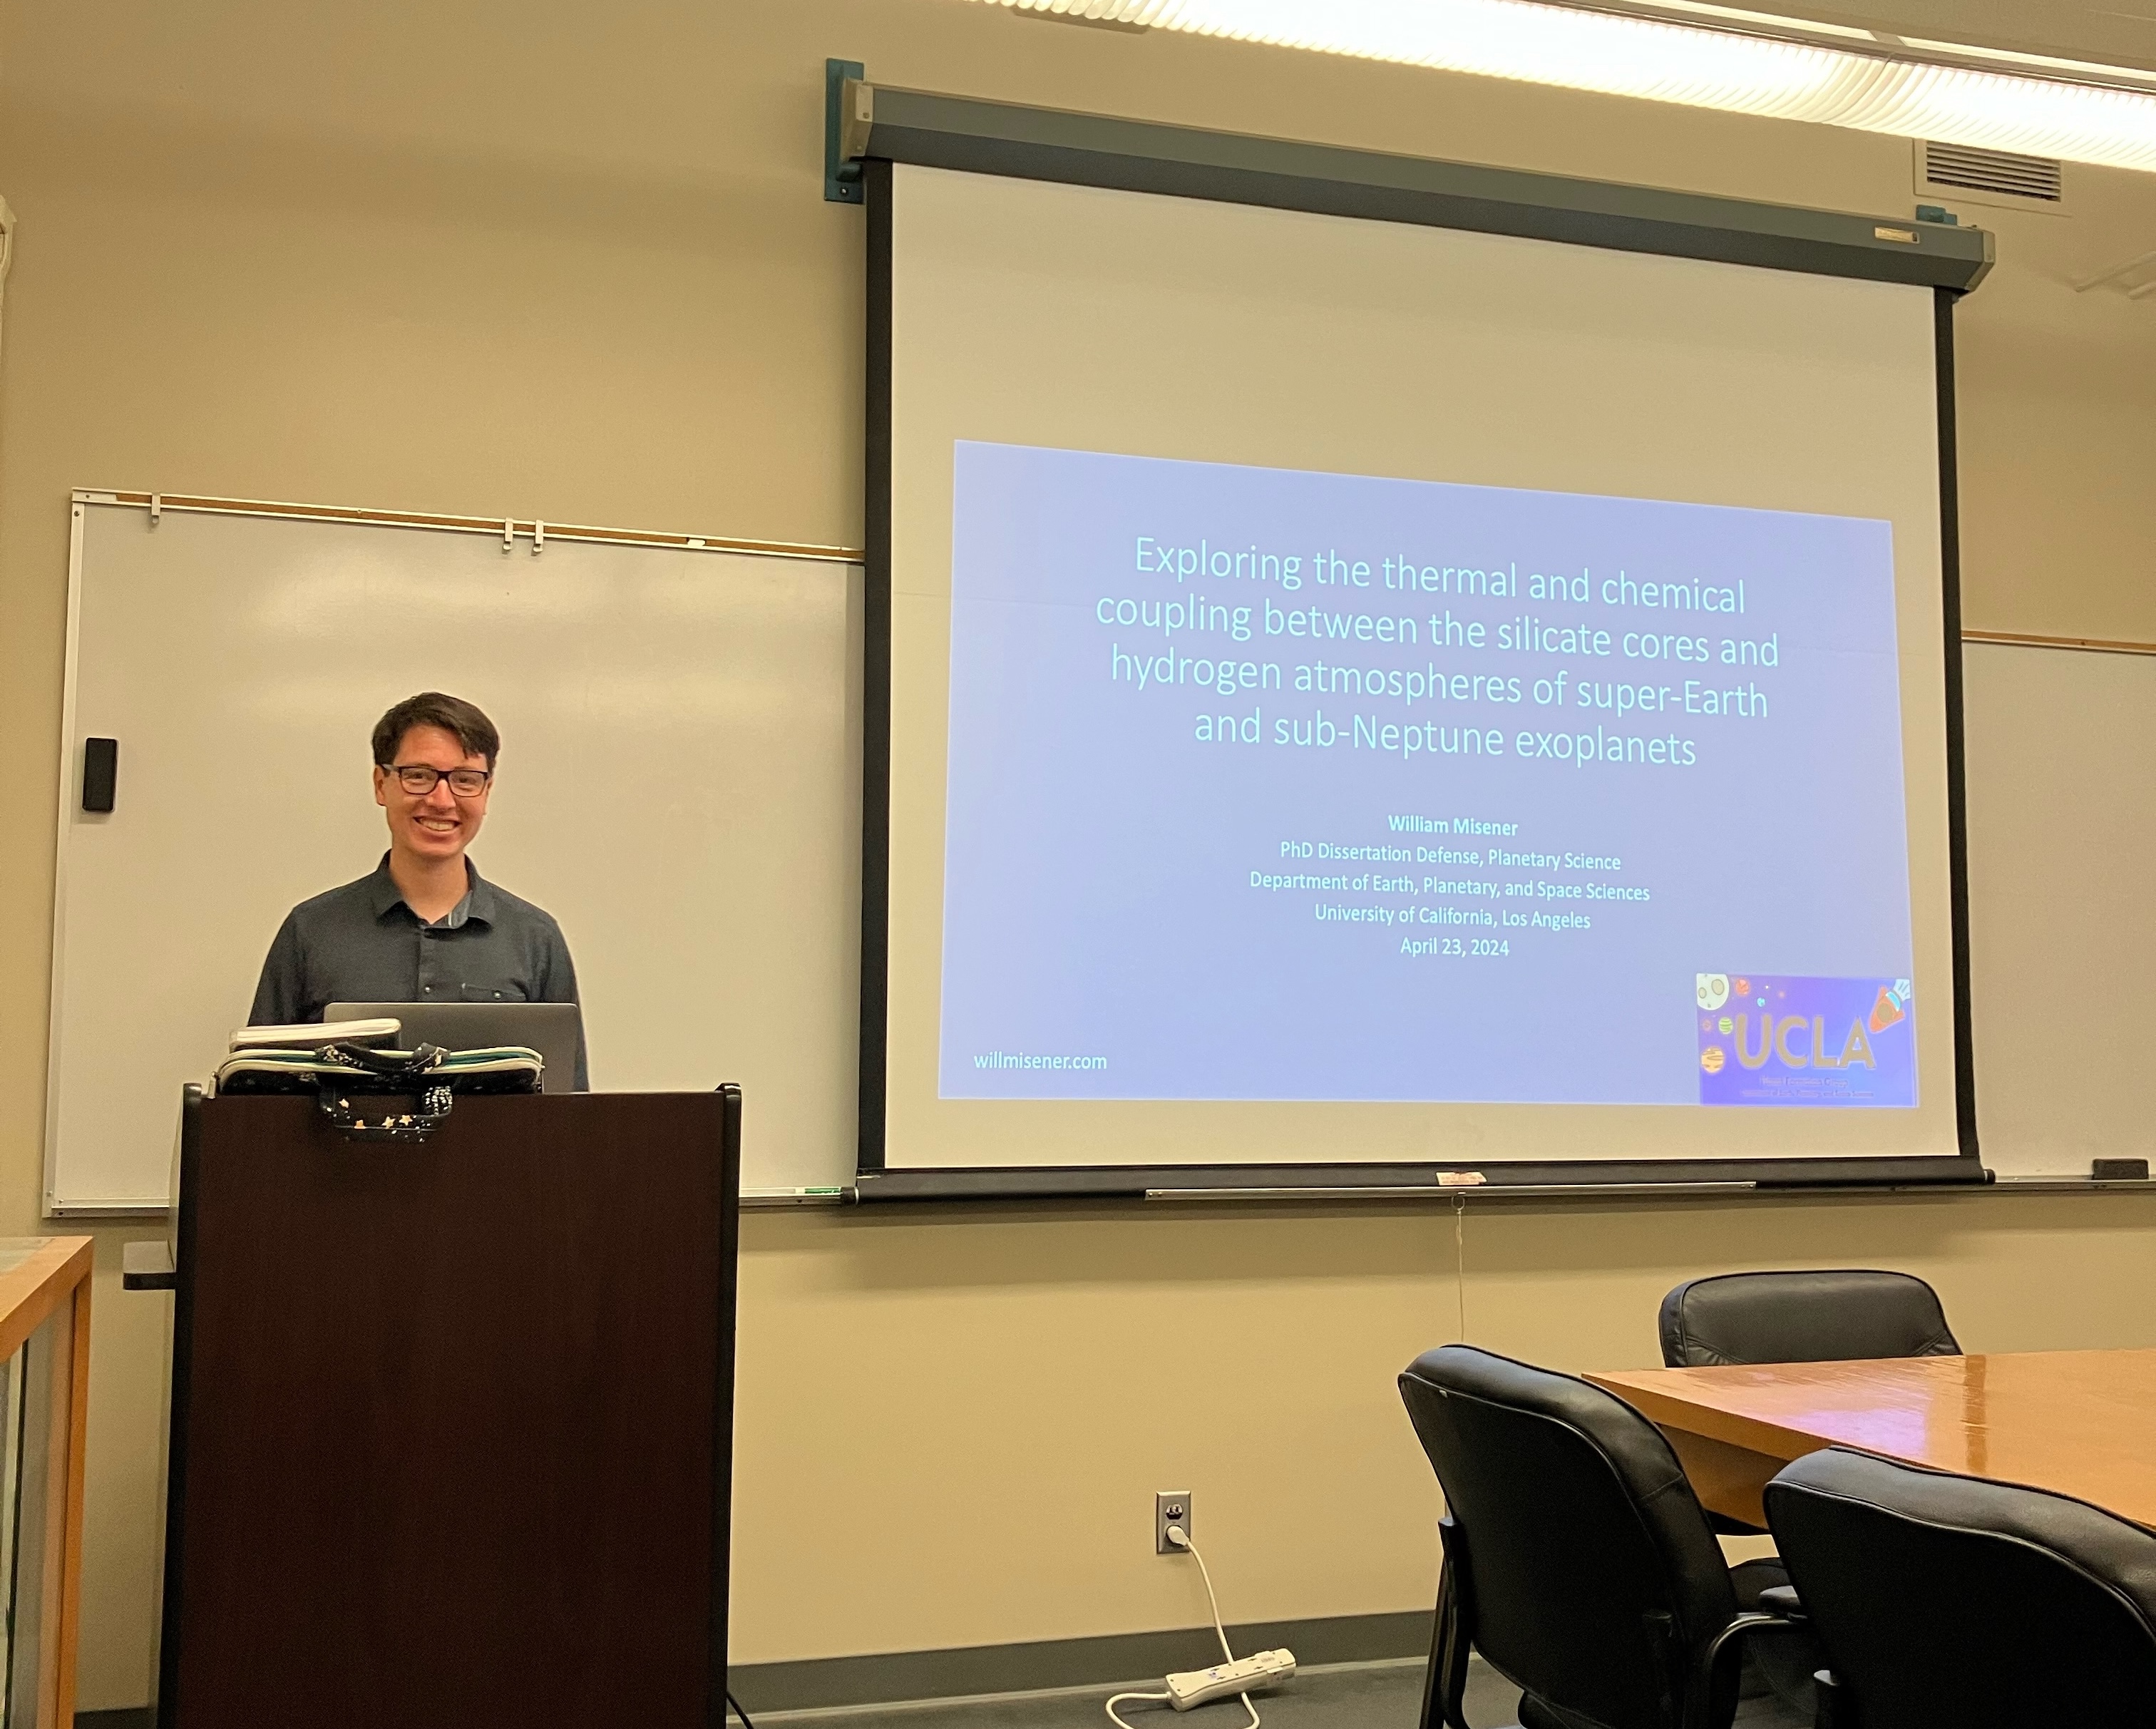 Exploring the thermal and chemical
coupling between the silicate cores and
hydrogen atmospheres of super-Earth
and sub-Neptune exoplanets
William Misener
PhD Dissertation Defense, Planetary Science
Department of Earth, Planetary, and Space Sciences
University of California, Los Angeles
April 23, 2024
willmisener.com
UCLA